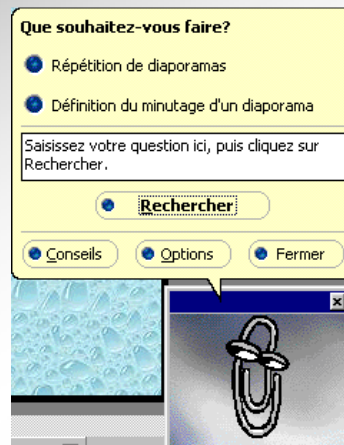 Que souhaitez-vous faire?
Répétition de diaporamas
Définition du minutage d'un diaporama
Saisissez votre question ici, puis cliquez sur
Rechercher.
Rechercher
Conseils
Options
Fermer